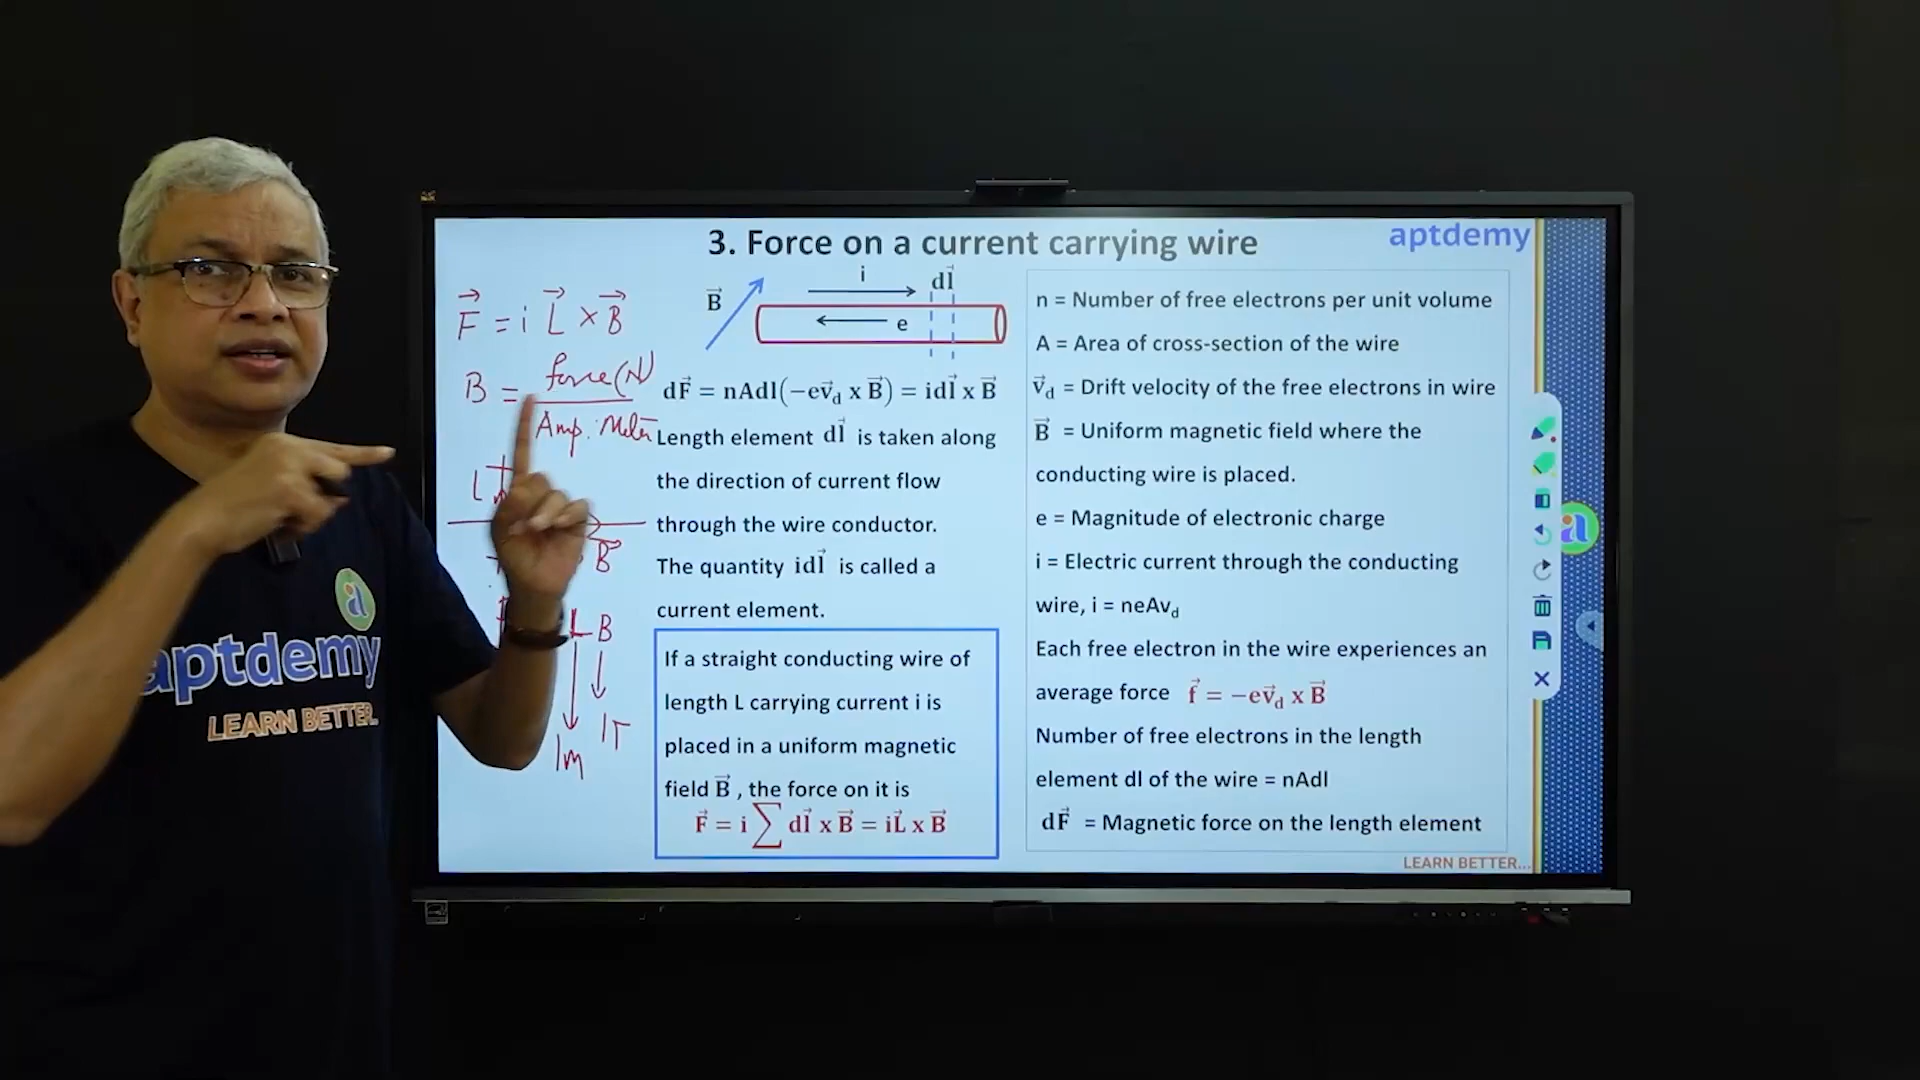 3. Force on a current carrying wire
aptdemy
i
dl⃗
B⃗
e
F⃗ = i L⃗ × B⃗
B = force(N)
Amp. Meter
L
B⃗
L B
1T
1m
dF⃗ = nAdl(−ev⃗d x B⃗) = idl⃗ x B⃗
Length element dl⃗ is taken along
the direction of current flow
through the wire conductor.
The quantity idl⃗ is called a
current element.
If a straight conducting wire of
length L carrying current i is
placed in a uniform magnetic
field B⃗ , the force on it is
F⃗ = i ∑ dl⃗ x B⃗ = iL⃗ x B⃗
n = Number of free electrons per unit volume
A = Area of cross-section of the wire
v⃗d = Drift velocity of the free electrons in wire
B⃗ = Uniform magnetic field where the
conducting wire is placed.
e = Magnitude of electronic charge
i = Electric current through the conducting
wire, i = neAvd
Each free electron in the wire experiences an
average force f⃗ = −ev⃗d x B⃗
Number of free electrons in the length
element dl of the wire = nAdl
dF⃗ = Magnetic force on the length element
LEARN BETTER...
aptdemy
LEARN BETTER...